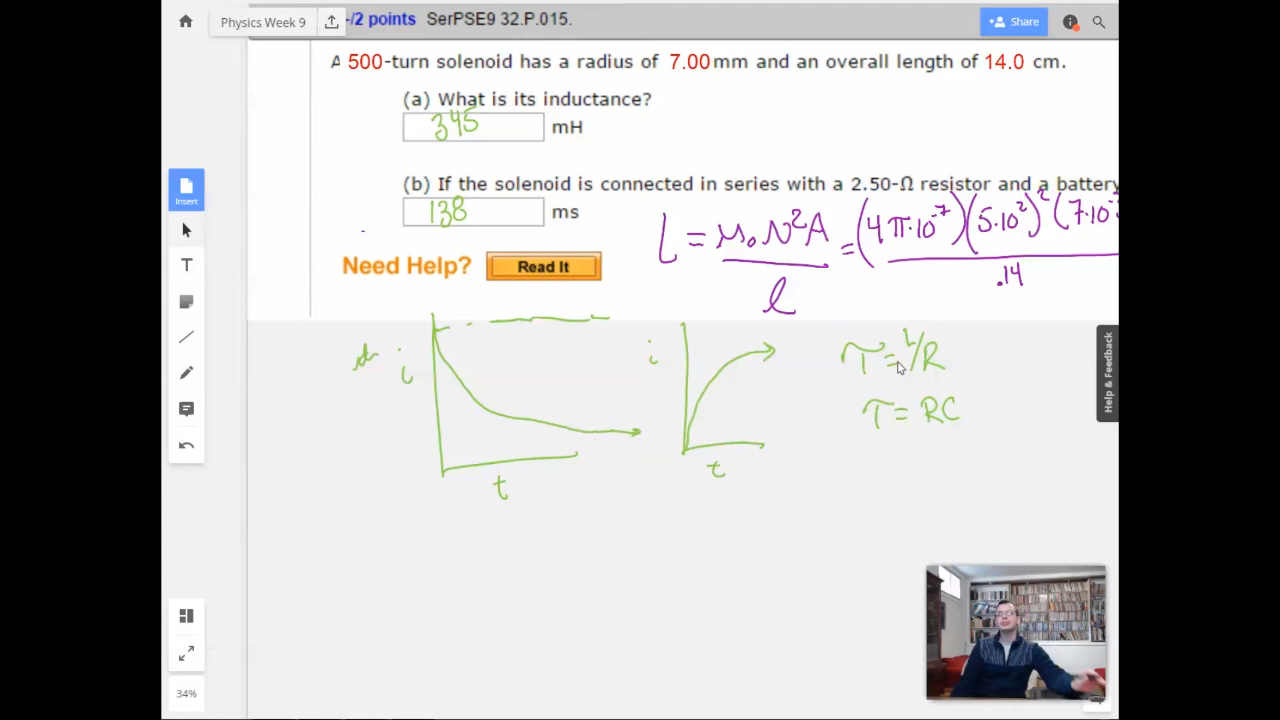 Physics Week 9
-/2 points SerPSE9 32.P.015.
Share
A 500-turn solenoid has a radius of 7.00 mm and an overall length of 14.0 cm.
(a) What is its inductance?
345 mH
(b) If the solenoid is connected in series with a 2.50-Ω resistor and a battery
138 ms
Need Help? Read It
L = μ₀N²A / l = (4π·10⁻⁷)(5·10²)²(7·10⁻³ / .14
Insert
T
i
t
i
t
τ = L/R
τ = RC
Help & Feedback
34%